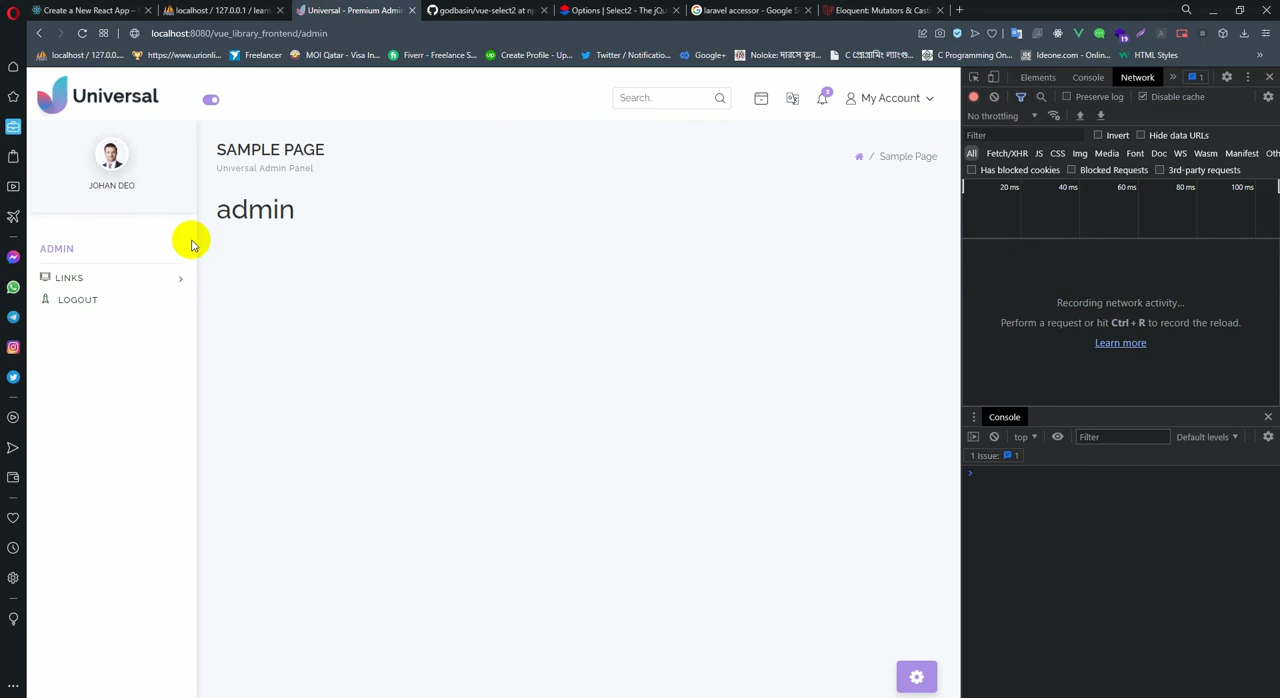 Create a New React App –
localhost / 127.0.0.1 / learn
Universal - Premium Admin
godbasin/vue-select2 at np
Options | Select2 - The jQu
laravel accessor - Google S
Eloquent: Mutators & Cast
localhost:8080/vue_library_frontend/admin
19
localhost / 127.0.0....
https://www.urionli...
Freelancer
MOI Qatar - Visa In...
Fiverr - Freelance S...
Create Profile - Up...
Twitter / Notificatio...
Google+
C Programming On...
Ideone.com - Onlin...
HTML Styles
Universal
Search..
3
My Account
JOHAN DEO
SAMPLE PAGE
Universal Admin Panel
/ Sample Page
admin
ADMIN
LINKS
LOGOUT
Elements
Console
Network
1
Preserve log
Disable cache
No throttling
Filter
Invert
Hide data URLs
All
Fetch/XHR
JS
CSS
Img
Media
Font
Doc
WS
Wasm
Manifest
Oth
Has blocked cookies
Blocked Requests
3rd-party requests
20 ms
40 ms
60 ms
80 ms
100 ms
Recording network activity...
Perform a request or hit Ctrl + R to record the reload.
Learn more
Console
top
Filter
Default levels
1 Issue:
1